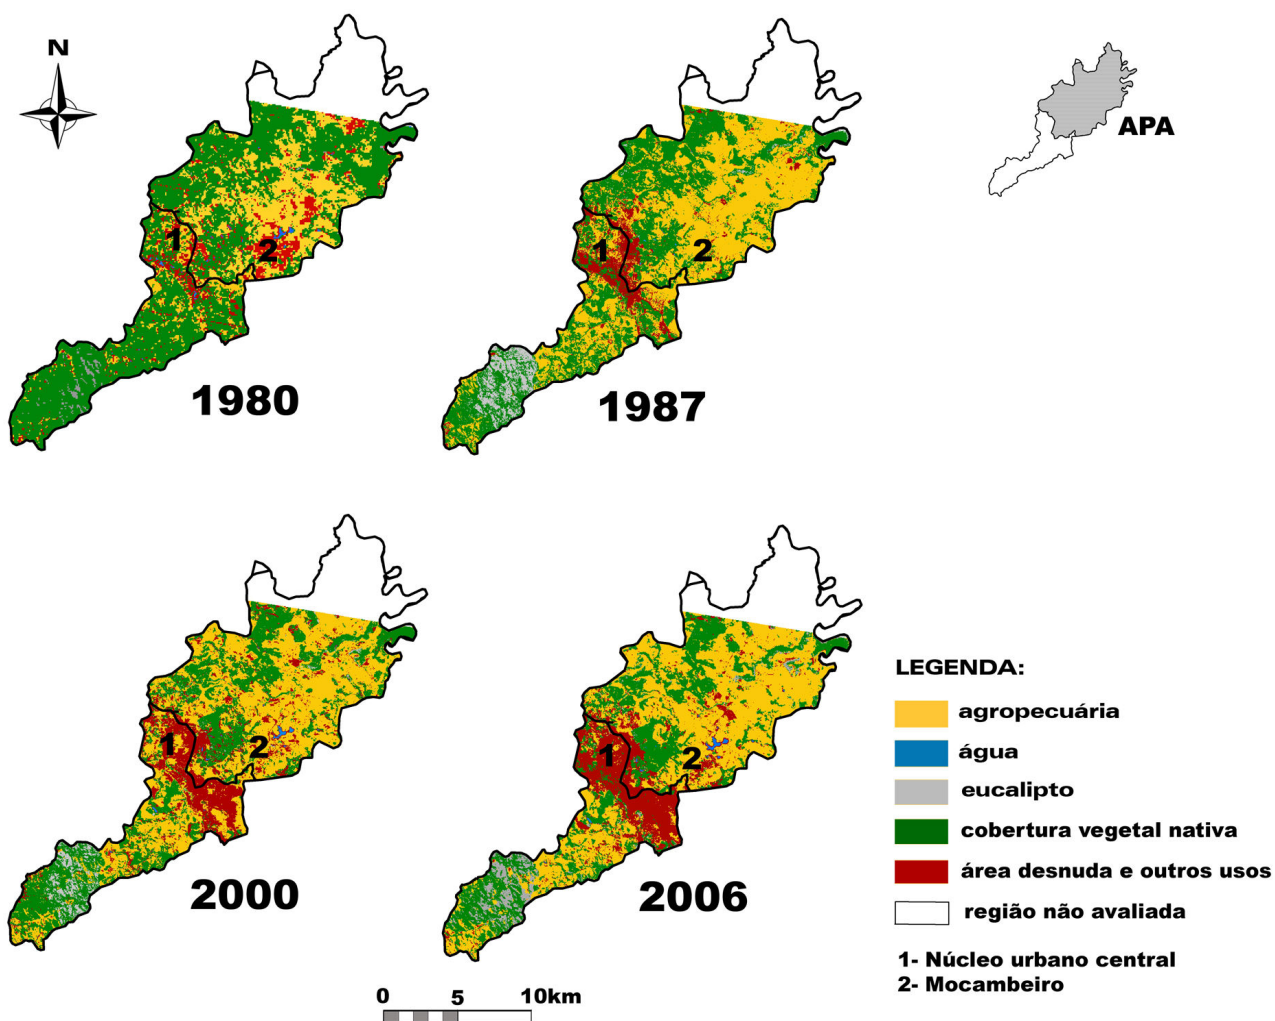 N
APA
1
2
1980
1
2
1987
1
2
2000
1
2
2006
LEGENDA:
agropecuária
água
eucalipto
cobertura vegetal nativa
área desnuda e outros usos
região não avaliada
1- Núcleo urbano central
2- Mocambeiro
0 5 10km